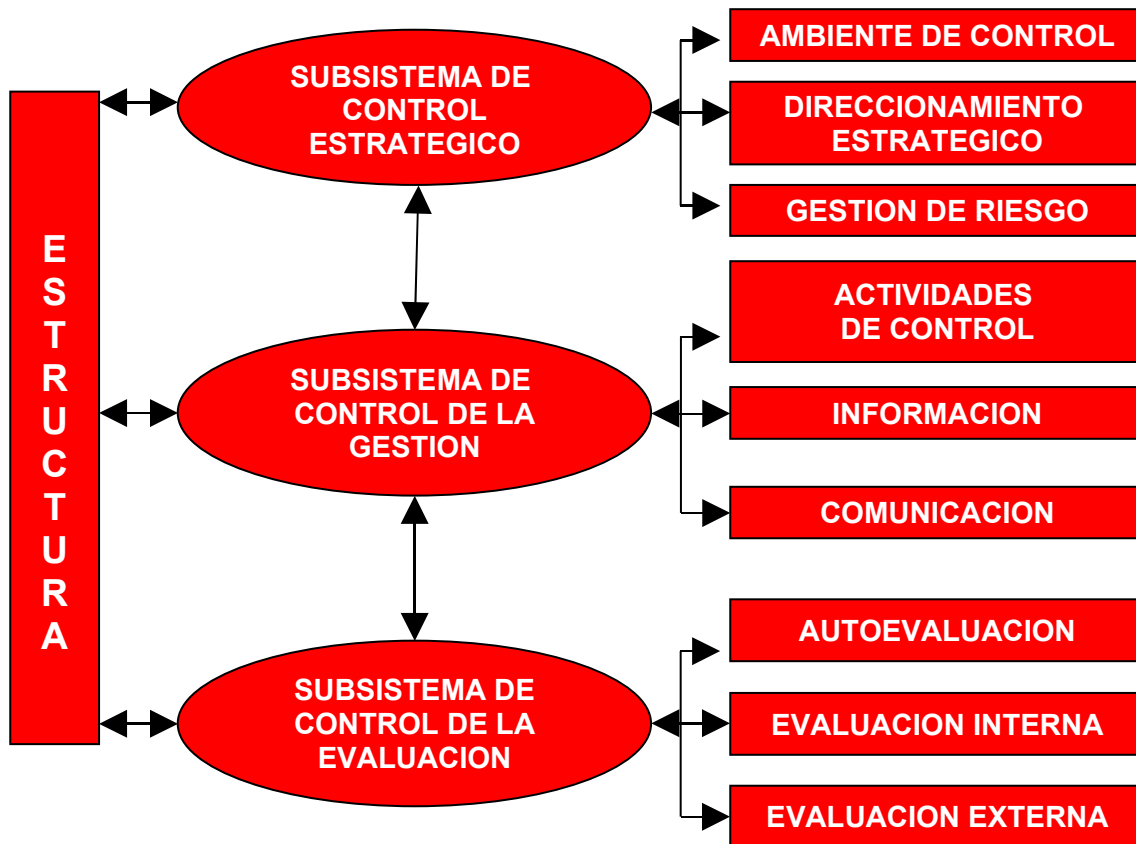 ESTRUCTURA
SUBSISTEMA DE
CONTROL
ESTRATEGICO
AMBIENTE DE CONTROL
DIRECCIONAMIENTO
ESTRATEGICO
GESTION DE RIESGO
SUBSISTEMA DE
CONTROL DE LA
GESTION
ACTIVIDADES
DE CONTROL
INFORMACION
COMUNICACION
SUBSISTEMA DE
CONTROL DE LA
EVALUACION
AUTOEVALUACION
EVALUACION INTERNA
EVALUACION EXTERNA